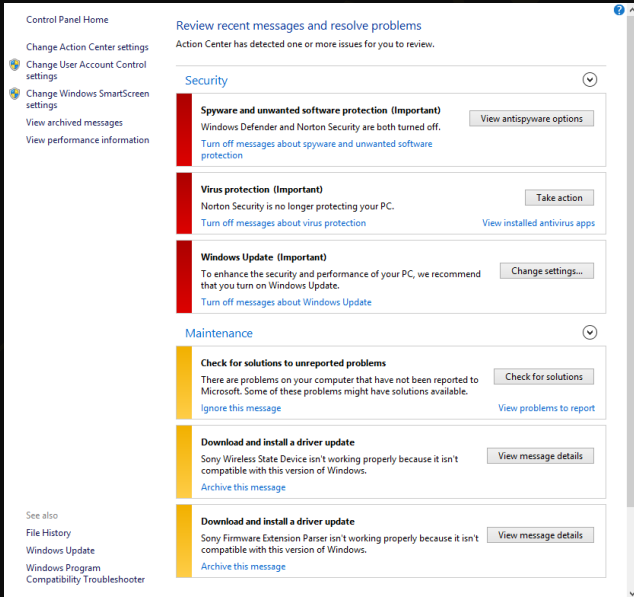 Control Panel Home
Change Action Center settings
Change User Account Control
settings
Change Windows SmartScreen
settings
View archived messages
View performance information
Review recent messages and resolve problems
Action Center has detected one or more issues for you to review.
Security
Spyware and unwanted software protection (Important)
Windows Defender and Norton Security are both turned off.
View antispyware options
Turn off messages about spyware and unwanted software
protection
Virus protection (Important)
Norton Security is no longer protecting your PC.
Take action
Turn off messages about virus protection
View installed antivirus apps
Windows Update (Important)
To enhance the security and performance of your PC, we recommend
that you turn on Windows Update.
Change settings...
Turn off messages about Windows Update
Maintenance
Check for solutions to unreported problems
There are problems on your computer that have not been reported to
Microsoft. Some of these problems might have solutions available.
Check for solutions
Ignore this message
View problems to report
Download and install a driver update
Sony Wireless State Device isn't working properly because it isn't
compatible with this version of Windows.
View message details
Archive this message
Download and install a driver update
Sony Firmware Extension Parser isn't working properly because it isn't
compatible with this version of Windows.
View message details
Archive this message
See also
File History
Windows Update
Windows Program
Compatibility Troubleshooter